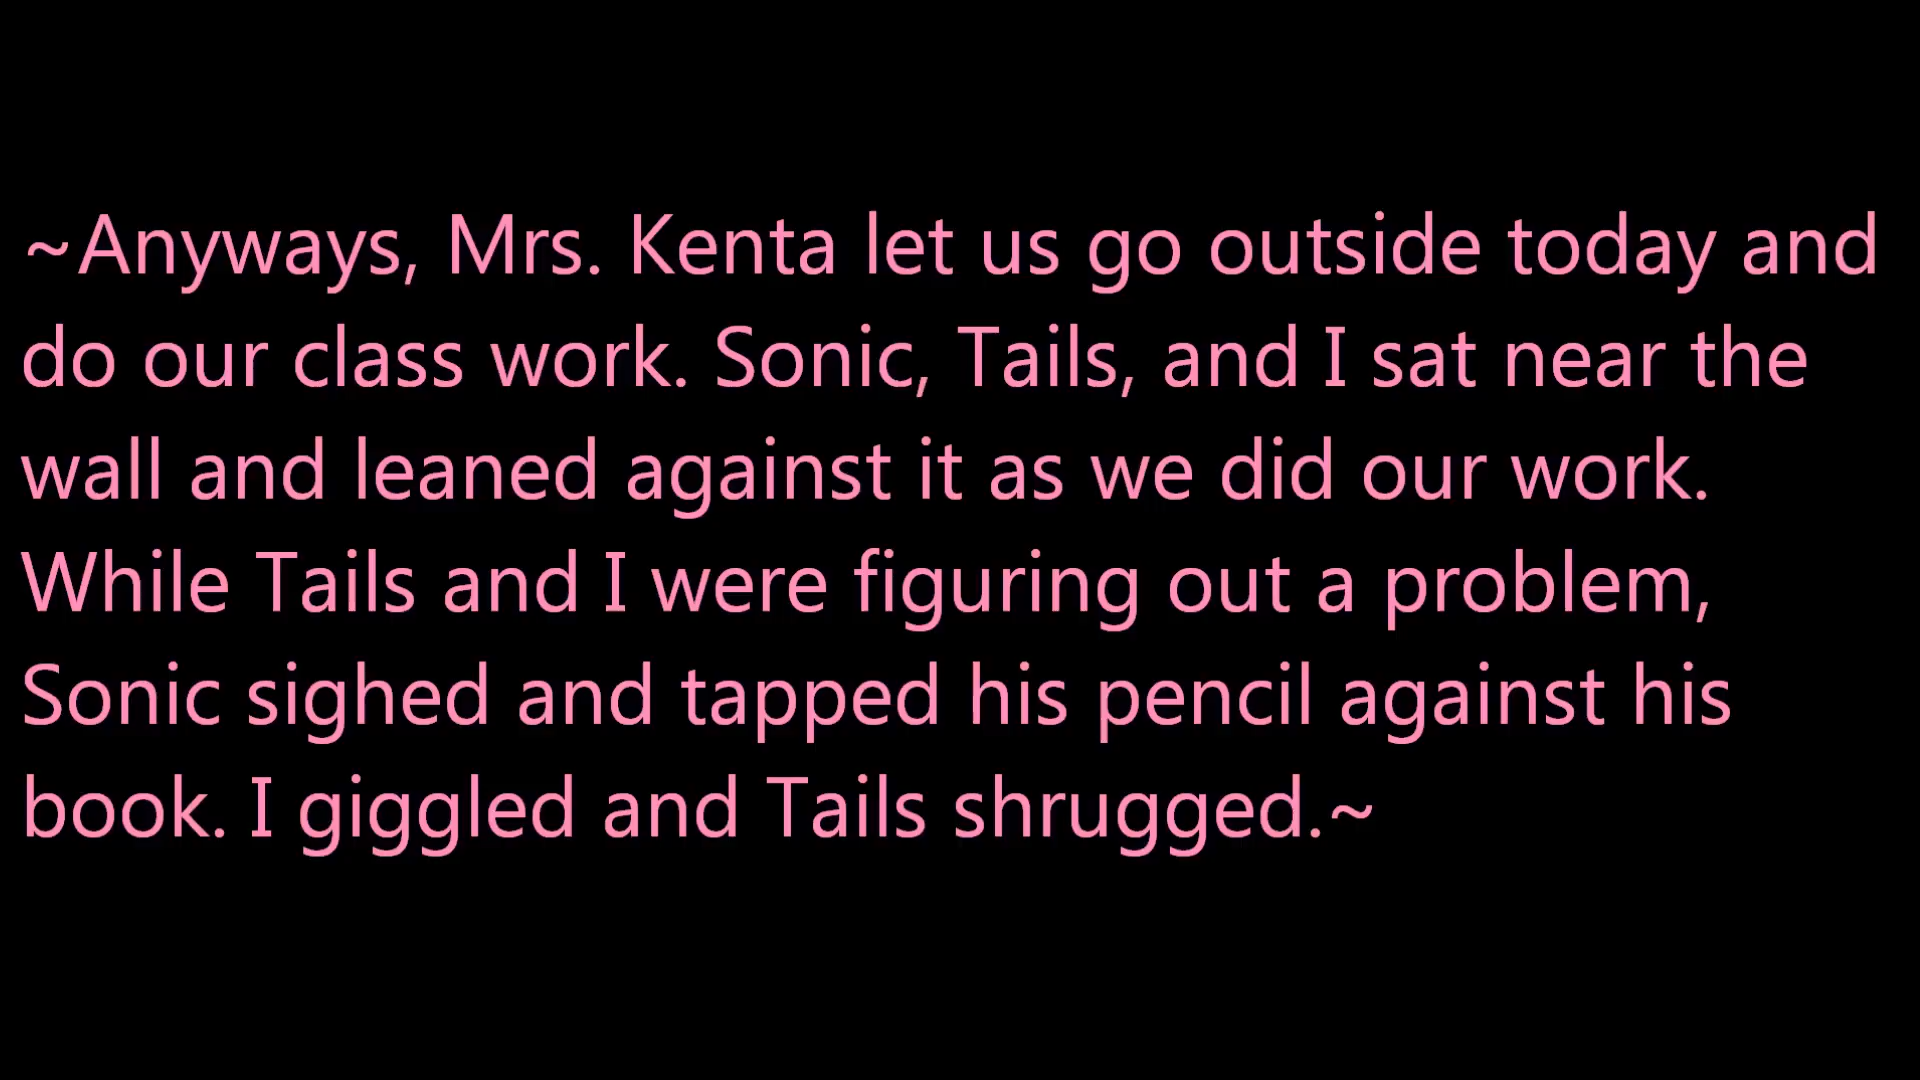 ~Anyways, Mrs. Kenta let us go outside today and
do our class work. Sonic, Tails, and I sat near the
wall and leaned against it as we did our work.
While Tails and I were figuring out a problem,
Sonic sighed and tapped his pencil against his
book. I giggled and Tails shrugged.~